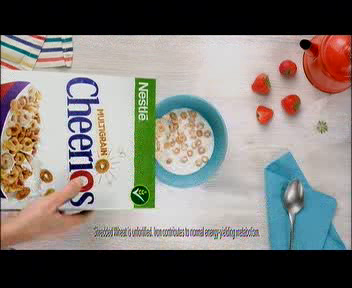 Nestlé
MULTIGRAIN
Cheerios
Shredded Wheat is unfortified. Iron contributes to normal energy-yielding metabolism.